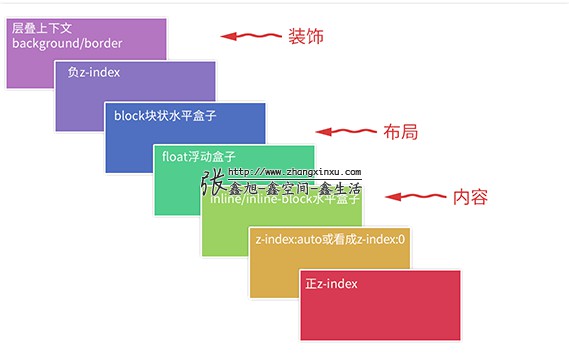 层叠上下文
background/border
装饰
负z-index
block块状水平盒子
布局
float浮动盒子
http://www.zhangxinxu.com
张鑫旭-鑫空间-鑫生活
inline/inline-block水平盒子
内容
z-index:auto或看成z-index:0
正z-index